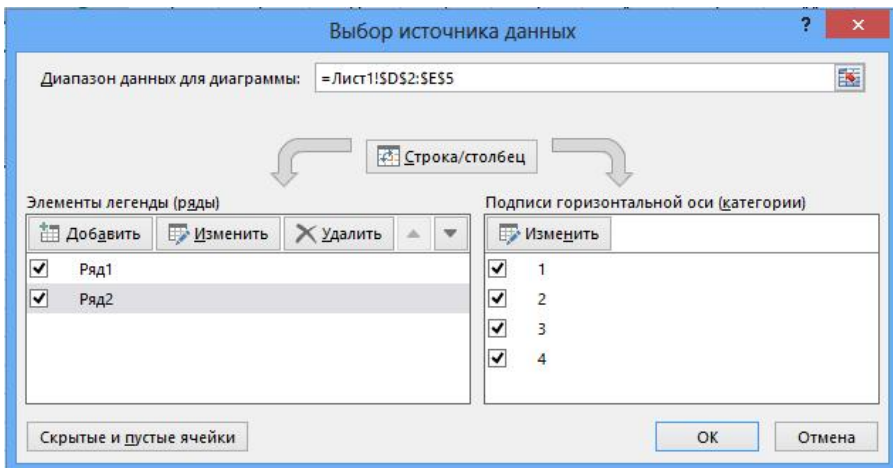 Выбор источника данных
?
Диапазон данных для диаграммы: =Лист1!$D$2:$E$5
Строка/столбец
Элементы легенды (ряды)
Добавить Изменить Удалить
Ряд1
Ряд2
Подписи горизонтальной оси (категории)
Изменить
1
2
3
4
Скрытые и пустые ячейки
ОК Отмена